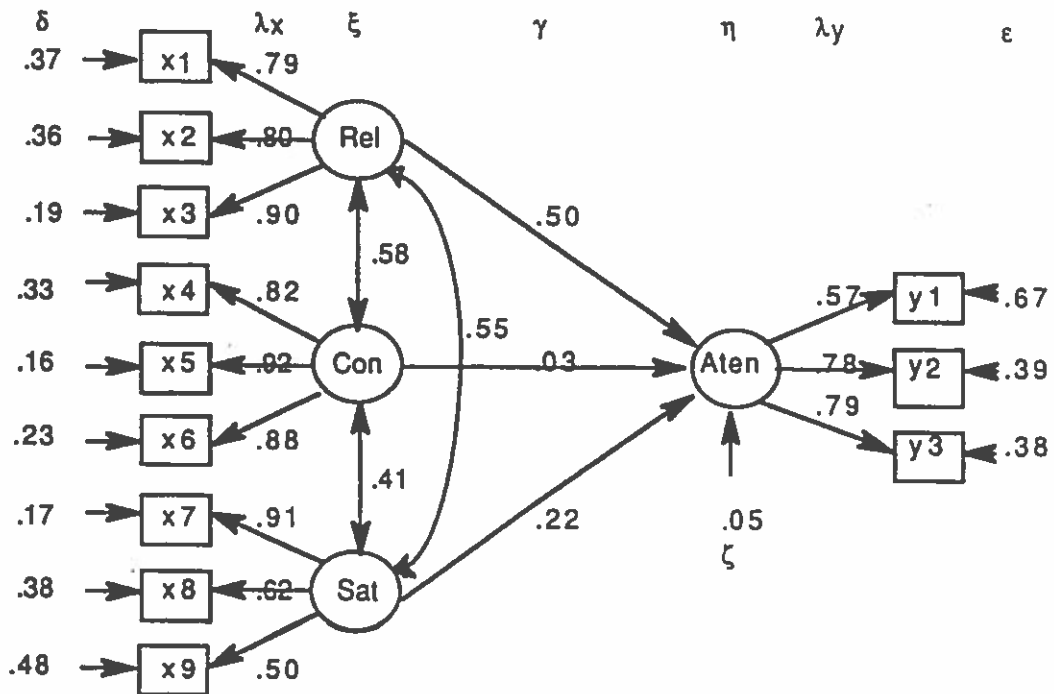 δ λx ξ γ η λy ε
.37 x1 .79
.36 x2 .80 Rel
.19 x3 .90 .50
.58
.33 x4 .82 .57 y1 .67
.55
.16 x5 .92 Con .03 Aten .78 y2 .39
.79
.23 x6 .88 y3 .38
.41
.17 x7 .91 .22 .05
ζ
.38 x8 .62 Sat
.48 x9 .50